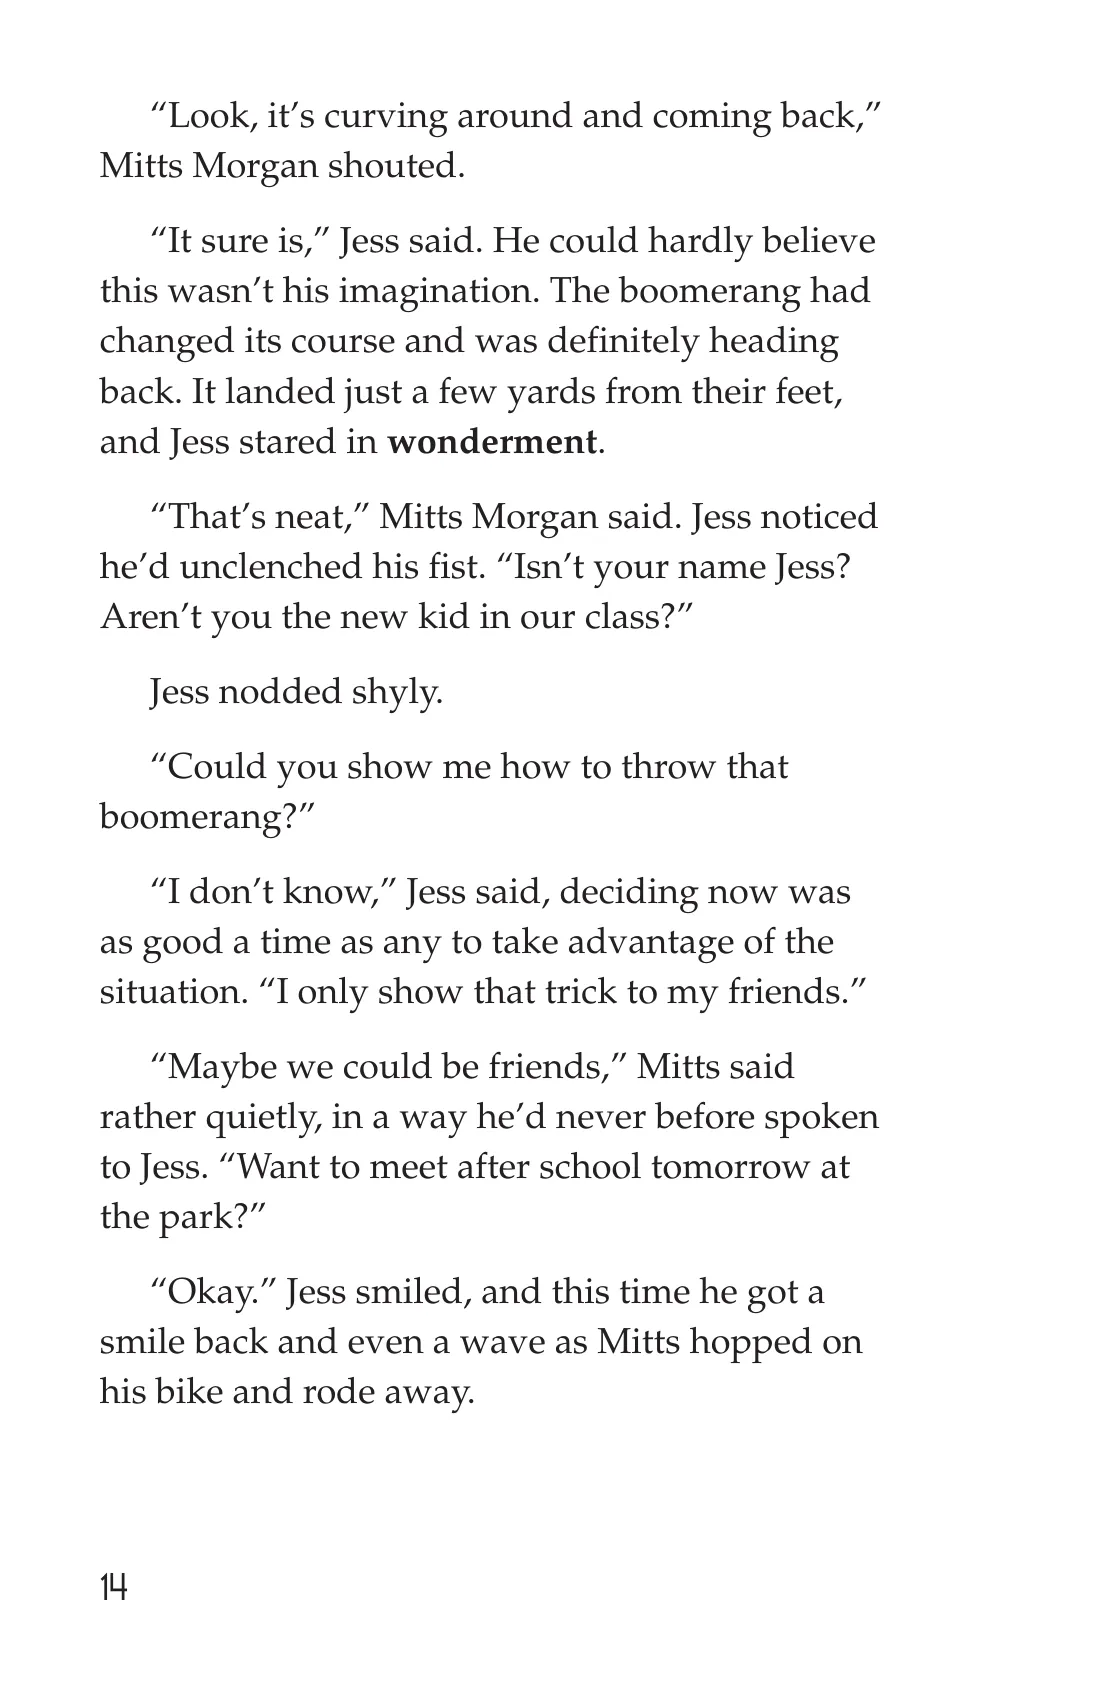 “Look, it’s curving around and coming back,”
Mitts Morgan shouted.
“It sure is,” Jess said. He could hardly believe
this wasn’t his imagination. The boomerang had
changed its course and was definitely heading
back. It landed just a few yards from their feet,
and Jess stared in wonderment.
“That’s neat,” Mitts Morgan said. Jess noticed
he’d unclenched his fist. “Isn’t your name Jess?
Aren’t you the new kid in our class?”
Jess nodded shyly.
“Could you show me how to throw that
boomerang?”
“I don’t know,” Jess said, deciding now was
as good a time as any to take advantage of the
situation. “I only show that trick to my friends.”
“Maybe we could be friends,” Mitts said
rather quietly, in a way he’d never before spoken
to Jess. “Want to meet after school tomorrow at
the park?”
“Okay.” Jess smiled, and this time he got a
smile back and even a wave as Mitts hopped on
his bike and rode away.
14